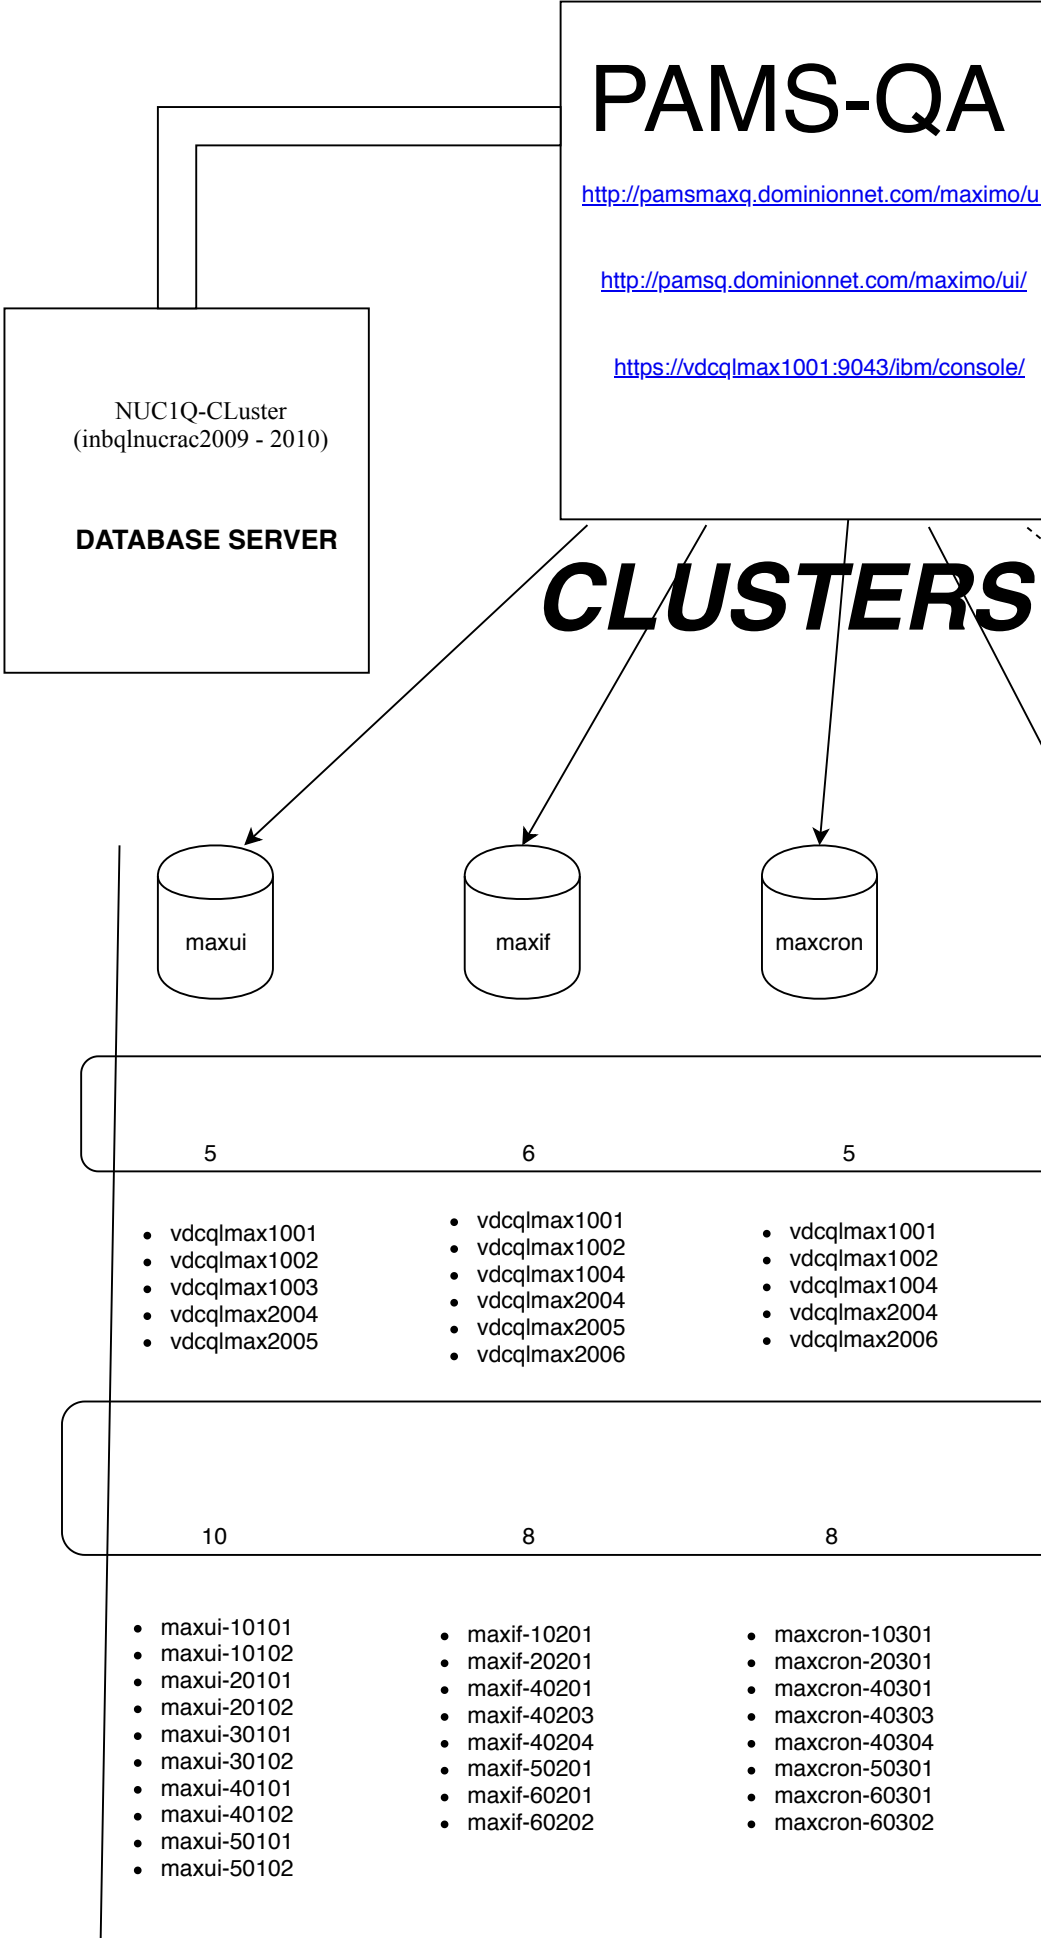 PAMS-QA
http://pamsmaxq.dominionnet.com/maximo/u
http://pamsq.dominionnet.com/maximo/ui/
https://vdcqlmax1001:9043/ibm/console/
NUC1Q-CLuster
(inbqlnucrac2009 - 2010)
DATABASE SERVER
CLUSTERS
maxui
maxif
maxcron
5
6
5
vdcqlmax1001
vdcqlmax1002
vdcqlmax1003
vdcqlmax2004
vdcqlmax2005
vdcqlmax1001
vdcqlmax1002
vdcqlmax1004
vdcqlmax2004
vdcqlmax2005
vdcqlmax2006
vdcqlmax1001
vdcqlmax1002
vdcqlmax1004
vdcqlmax2004
vdcqlmax2006
10
8
8
maxui-10101
maxui-10102
maxui-20101
maxui-20102
maxui-30101
maxui-30102
maxui-40101
maxui-40102
maxui-50101
maxui-50102
maxif-10201
maxif-20201
maxif-40201
maxif-40203
maxif-40204
maxif-50201
maxif-60201
maxif-60202
maxcron-10301
maxcron-20301
maxcron-40301
maxcron-40303
maxcron-40304
maxcron-50301
maxcron-60301
maxcron-60302